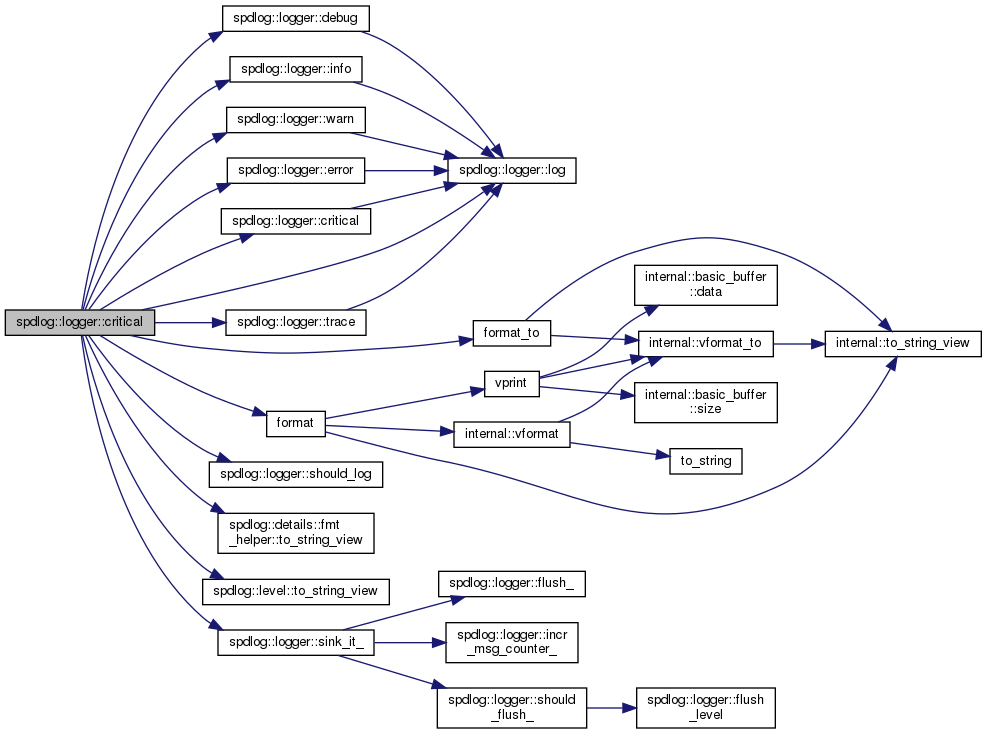 spdlog::logger::debug
spdlog::logger::info
spdlog::logger::warn
spdlog::logger::error
spdlog::logger::log
spdlog::logger::critical
internal::basic_buffer
::data
spdlog::logger::critical
spdlog::logger::trace
format_to
internal::vformat_to
internal::to_string_view
vprint
internal::basic_buffer
::size
format
internal::vformat
to_string
spdlog::logger::should_log
spdlog::details::fmt
_helper::to_string_view
spdlog::level::to_string_view
spdlog::logger::flush_
spdlog::logger::sink_it_
spdlog::logger::incr
_msg_counter_
spdlog::logger::should
_flush_
spdlog::logger::flush
_level